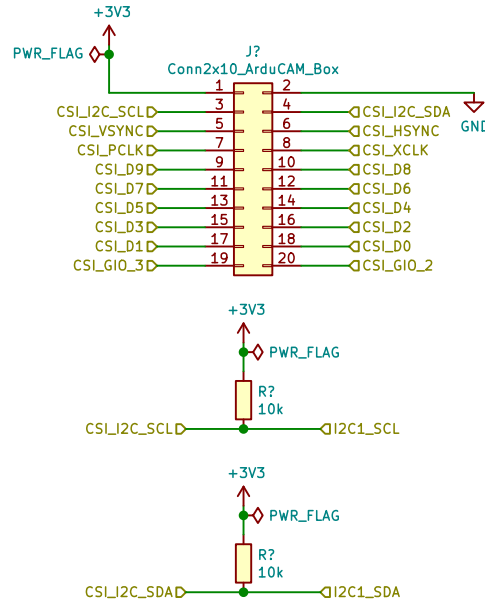 +3V3
PWR_FLAG
J?
Conn2x10_ArduCAM_Box
1 2
CSI_I2C_SCL 3 4 CSI_I2C_SDA
GND
CSI_VSYNC 5 6 CSI_HSYNC
CSI_PCLK 7 8 CSI_XCLK
CSI_D9 9 10 CSI_D8
CSI_D7 11 12 CSI_D6
CSI_D5 13 14 CSI_D4
CSI_D3 15 16 CSI_D2
CSI_D1 17 18 CSI_D0
CSI_GIO_3 19 20 CSI_GIO_2
+3V3
PWR_FLAG
R?
10k
CSI_I2C_SCL I2C1_SCL
+3V3
PWR_FLAG
R?
10k
CSI_I2C_SDA I2C1_SDA